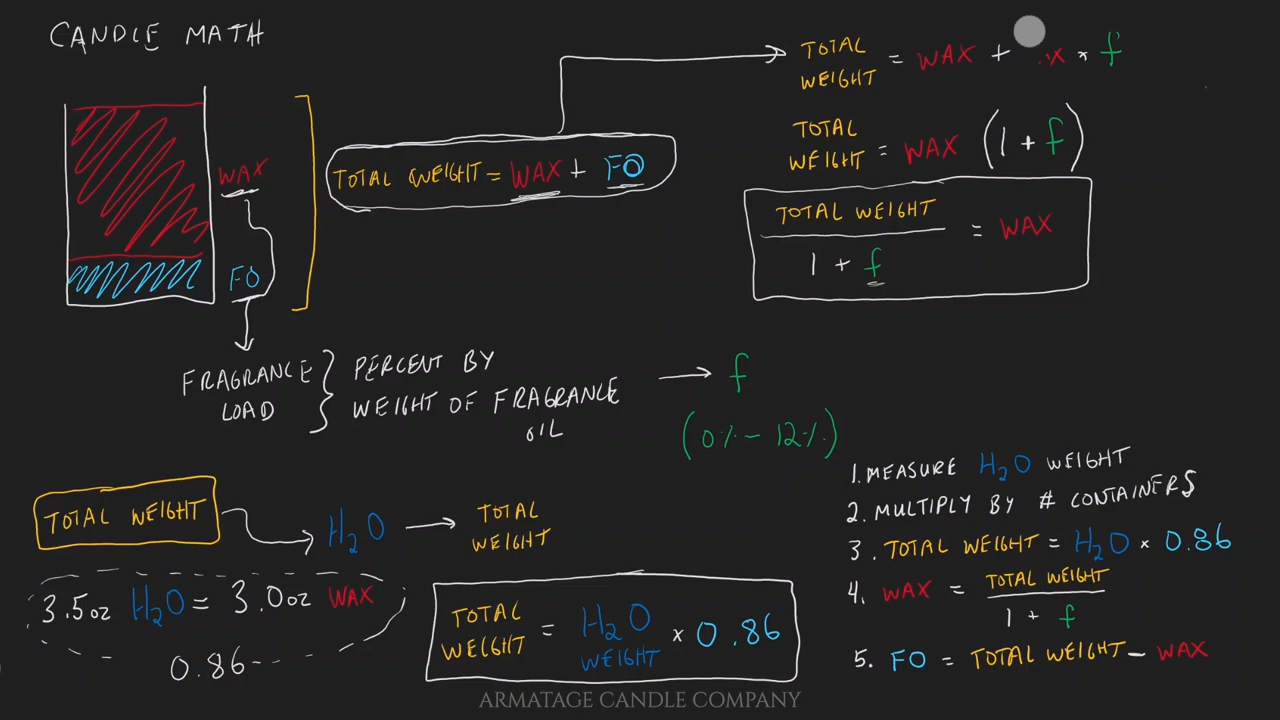 CANDLE MATH
WAX
FO
TOTAL WEIGHT = WAX + FO
TOTAL WEIGHT = WAX + × f
TOTAL WEIGHT = WAX (1 + f)
TOTAL WEIGHT
1 + f
= WAX
FRAGRANCE LOAD } PERCENT BY
WEIGHT OF FRAGRANCE
OIL
→ f
(0% - 12%)
TOTAL WEIGHT → H2O → TOTAL WEIGHT
3.5oz H2O = 3.0oz WAX
0.86
TOTAL WEIGHT = H2O WEIGHT × 0.86
1. MEASURE H2O WEIGHT
2. MULTIPLY BY # CONTAINERS
3. TOTAL WEIGHT = H2O × 0.86
4. WAX = TOTAL WEIGHT
1 + f
5. FO = TOTAL WEIGHT - WAX
ARMATAGE CANDLE COMPANY